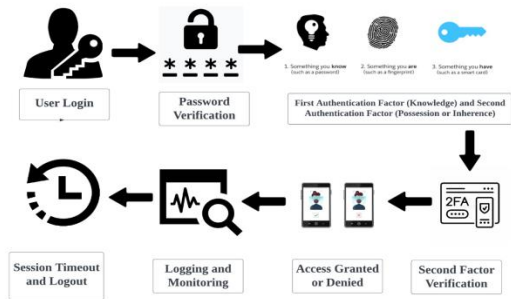 1. Something you know
(such as a password)
2. Something you are
(such as a fingerprint)
3. Something you have
(such as a smart card)
User Login
Password
Verification
First Authentication Factor (Knowledge) and Second
Authentication Factor (Possession or Inherence)
2FA
Session Timeout
and Logout
Logging and
Monitoring
Access Granted
or Denied
Second Factor
Verification